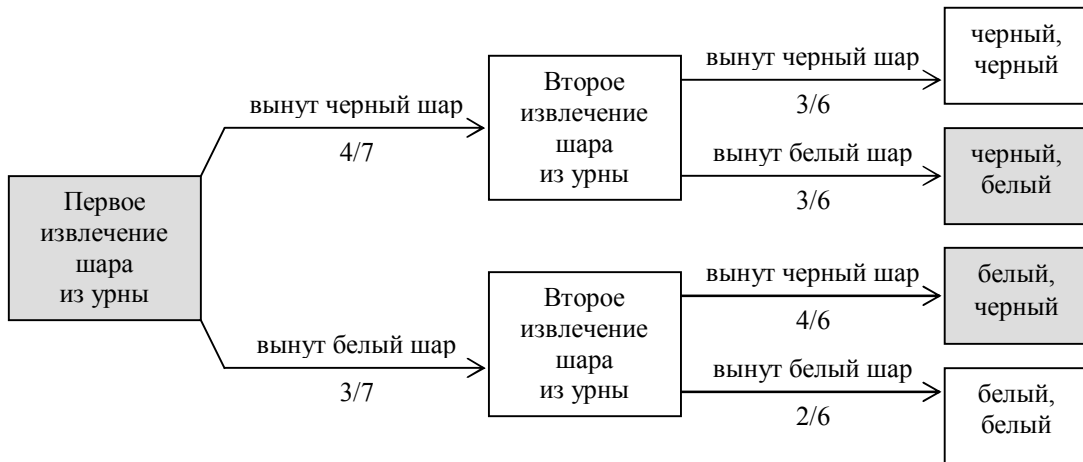 Первое
извлечение
шара
из урны
вынут черный шар
4/7
вынут белый шар
3/7
Второе
извлечение
шара
из урны
вынут черный шар
3/6
вынут белый шар
3/6
черный,
черный
черный,
белый
Второе
извлечение
шара
из урны
вынут черный шар
4/6
вынут белый шар
2/6
белый,
черный
белый,
белый